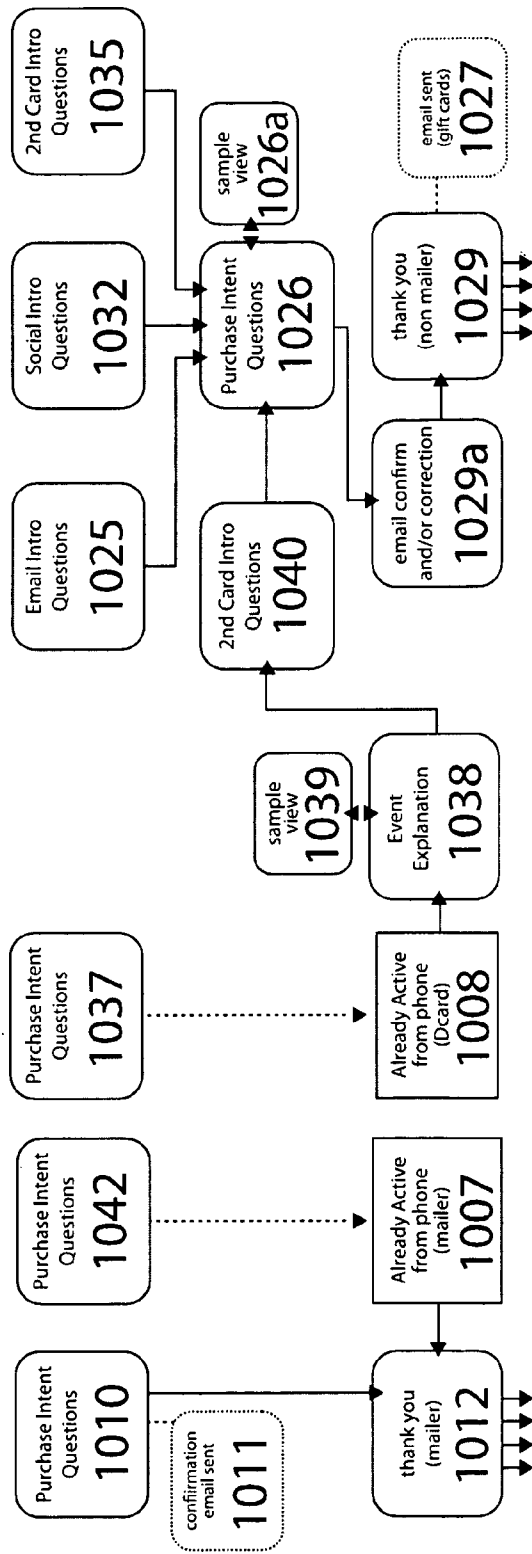 Purchase Intent
Questions
1010
confiirmation
email sent
1011
thank you
(mailer)
1012
Purchase Intent
Questions
1042
Already Active
from phone
(mailer)
1007
Purchase Intent
Questions
1037
Already Active
from phone
(Dcard)
1008
sample
view
1039
Event
Explanation
1038
Email Intro
Questions
1025
2nd Card Intro
Questions
1040
Social Intro
Questions
1032
Purchase Intent
Questions
1026
email confirm
and/or correction
1029a
2nd Card Intro
Questions
1035
sample
view
1026a
thank you
(non mailer)
1029
email sent
(gift cards)
1027